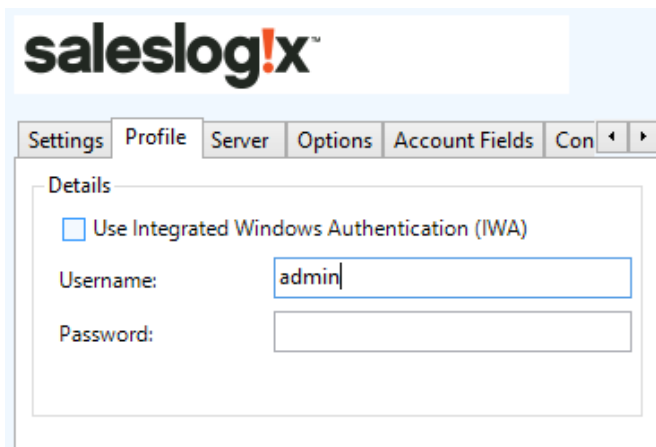 saleslog!x™
Settings Profile Server Options Account Fields Con
Details
Use Integrated Windows Authentication (IWA)
Username: admin
Password: